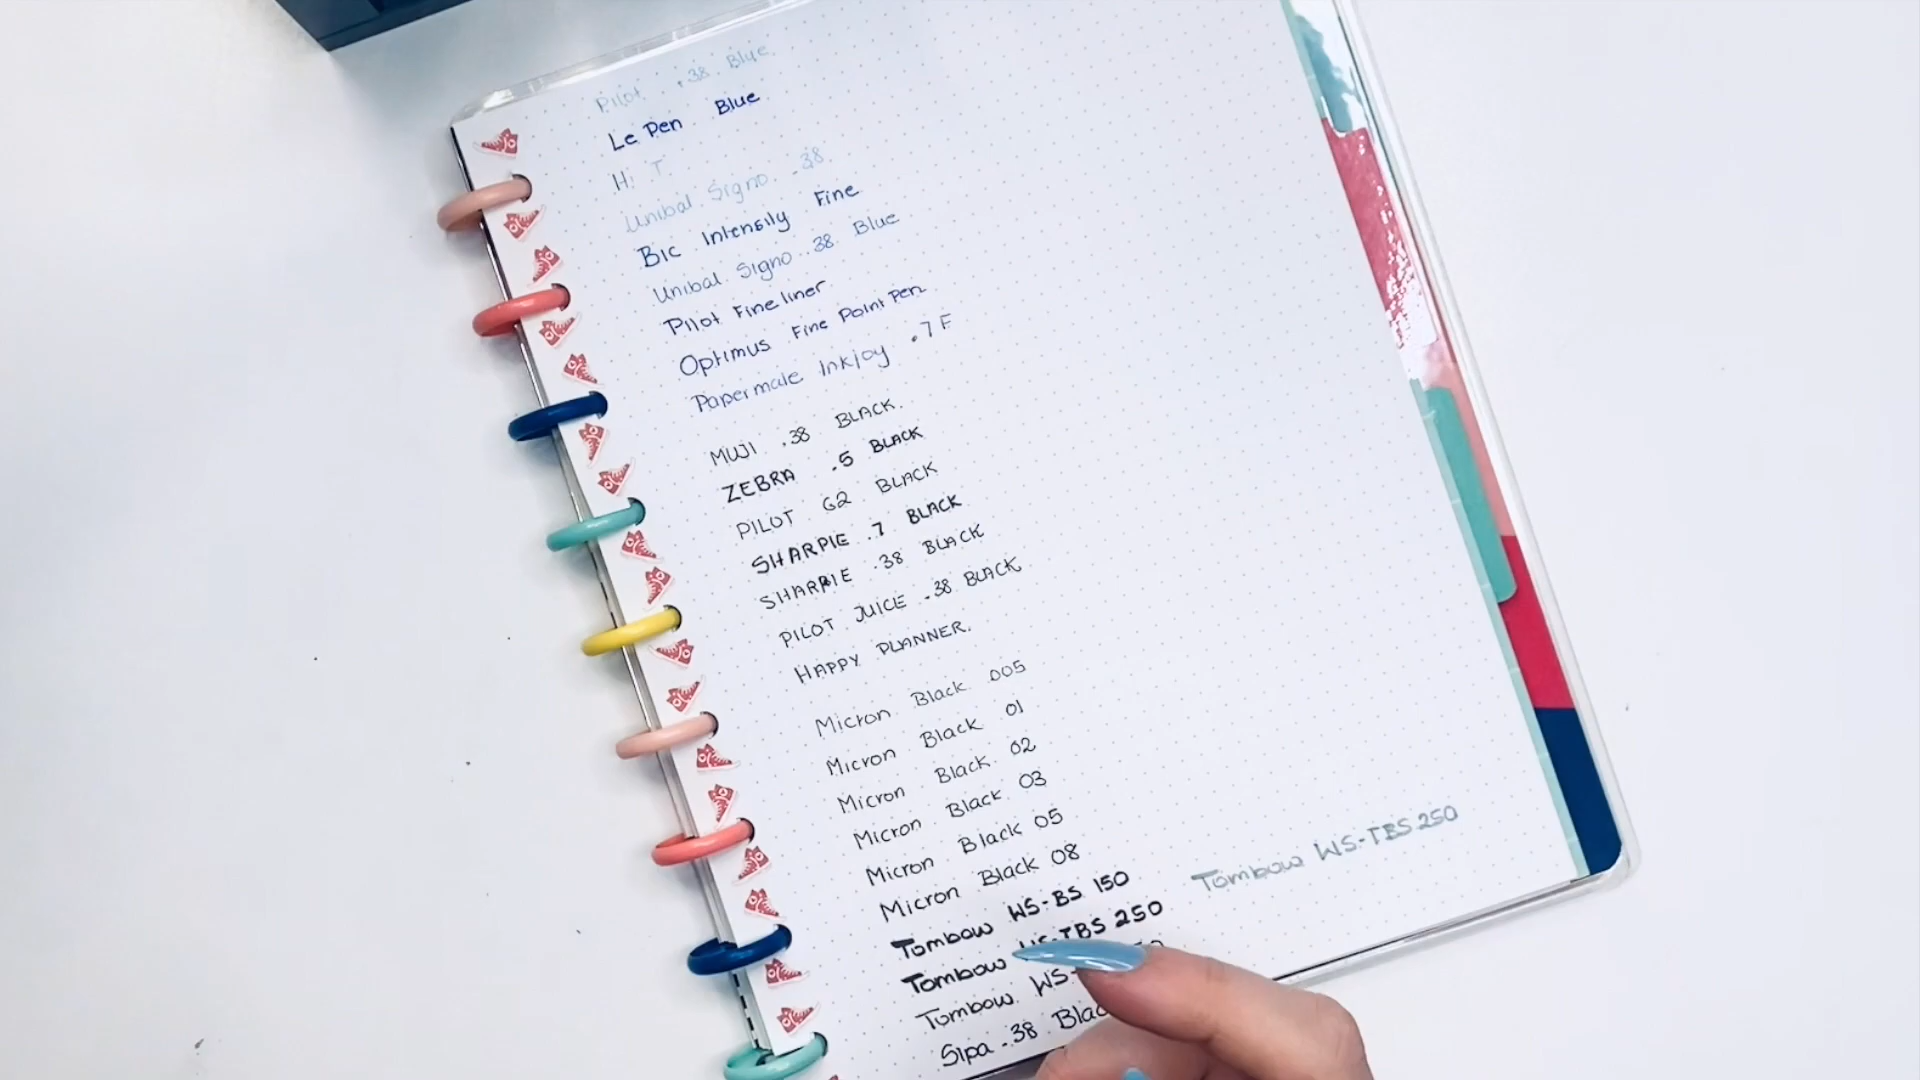 Pilot .38 Blue
Le Pen Blue
Hi T
Unibal Signo .38
Bic Intensity Fine
Unibal Signo .38 Blue
Pilot Fineliner
Optimus Fine Point Pen
Papermate Inkjoy .7 F
MUJI .38 BLACK.
ZEBRA .5 BLACK
PILOT G2 BLACK
SHARPIE .7 BLACK
SHARPIE .38 BLACK
PILOT JUICE .38 BLACK
HAPPY PLANNER.
Micron Black .005
Micron Black 01
Micron Black 02
Micron Black 03
Micron Black 05
Micron Black 08
Tombow WS-BS 150
Tombow WS-TBS 250
Tombow WS-TBS 250
Tombow WS-
Sipa .38